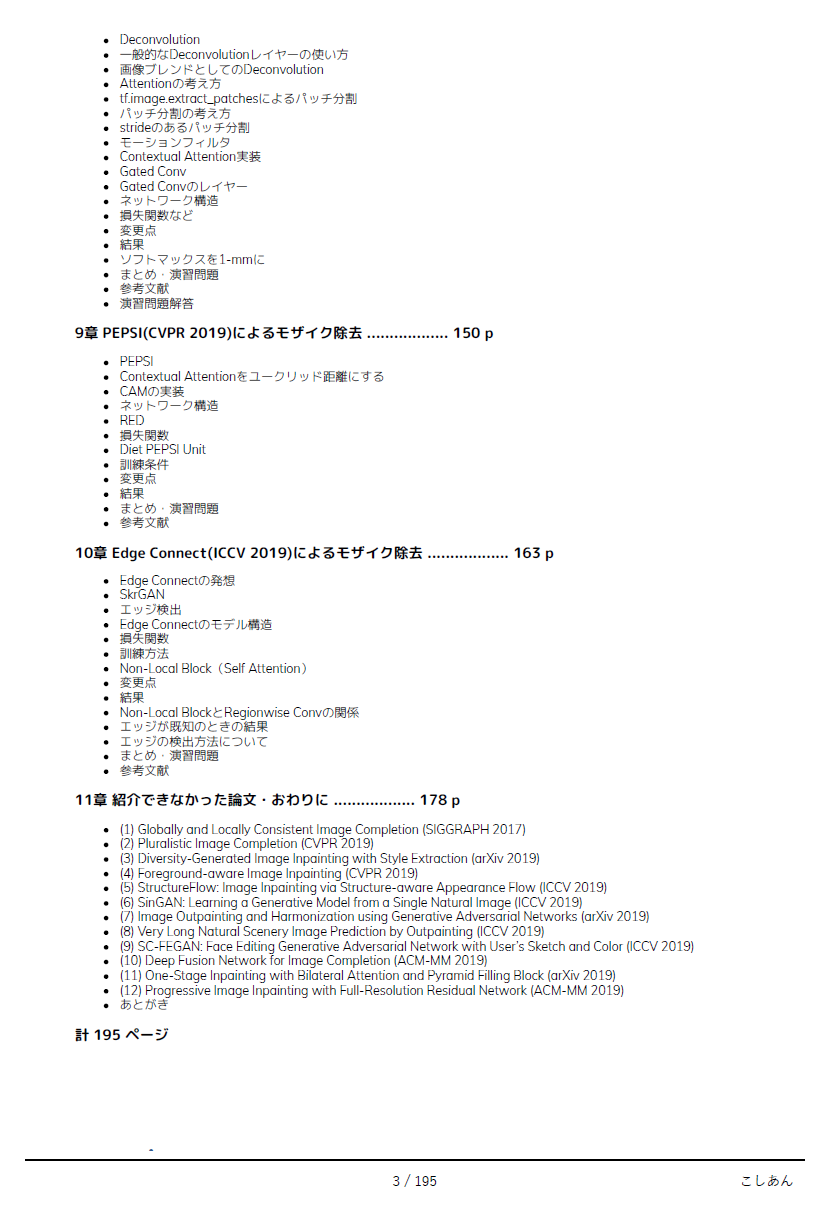 Deconvolution
一般的なDeconvolutionレイヤーの使い方
画像ブレンドとしてのDeconvolution
Attentionの考え方
tf.image.extract_patchesによるパッチ分割
パッチ分割の考え方
strideのあるパッチ分割
モーションフィルタ
Contextual Attention実装
Gated Conv
Gated Convのレイヤー
ネットワーク構造
損失関数など
変更点
結果
ソフトマックスを1-mmに
まとめ・演習問題
参考文献
演習問題解答
9章 PEPSI(CVPR 2019)によるモザイク除去 .................. 150 p
PEPSI
Contextual Attentionをユークリッド距離にする
CAMの実装
ネットワーク構造
RED
損失関数
Diet PEPSI Unit
訓練条件
変更点
結果
まとめ・演習問題
参考文献
10章 Edge Connect(ICCV 2019)によるモザイク除去 .................. 163 p
Edge Connectの発想
SkrGAN
エッジ検出
Edge Connectのモデル構造
損失関数
訓練方法
Non-Local Block（Self Attention）
変更点
結果
Non-Local BlockとRegionwise Convの関係
エッジが既知のときの結果
エッジの検出方法について
まとめ・演習問題
参考文献
11章 紹介できなかった論文・おわりに .................. 178 p
(1) Globally and Locally Consistent Image Completion (SIGGRAPH 2017)
(2) Pluralistic Image Completion (CVPR 2019)
(3) Diversity-Generated Image Inpainting with Style Extraction (arXiv 2019)
(4) Foreground-aware Image Inpainting (CVPR 2019)
(5) StructureFlow: Image Inpainting via Structure-aware Appearance Flow (ICCV 2019)
(6) SinGAN: Learning a Generative Model from a Single Natural Image (ICCV 2019)
(7) Image Outpainting and Harmonization using Generative Adversarial Networks (arXiv 2019)
(8) Very Long Natural Scenery Image Prediction by Outpainting (ICCV 2019)
(9) SC-FEGAN: Face Editing Generative Adversarial Network with User's Sketch and Color (ICCV 2019)
(10) Deep Fusion Network for Image Completion (ACM-MM 2019)
(11) One-Stage Inpainting with Bilateral Attention and Pyramid Filling Block (arXiv 2019)
(12) Progressive Image Inpainting with Full-Resolution Residual Network (ACM-MM 2019)
あとがき
計 195 ページ
3 / 195
こしあん